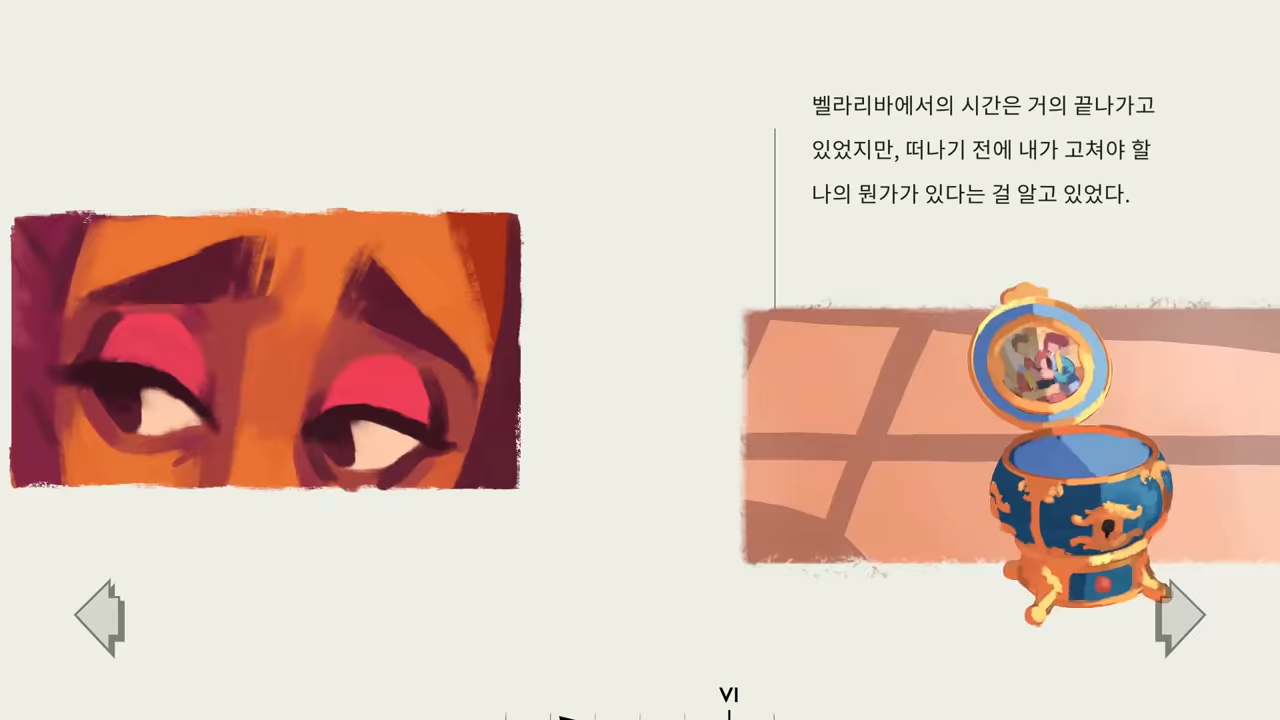 벨라리바에서의 시간은 거의 끝나가고
있었지만, 떠나기 전에 내가 고쳐야 할
나의 뭔가가 있다는 걸 알고 있었다.
VI